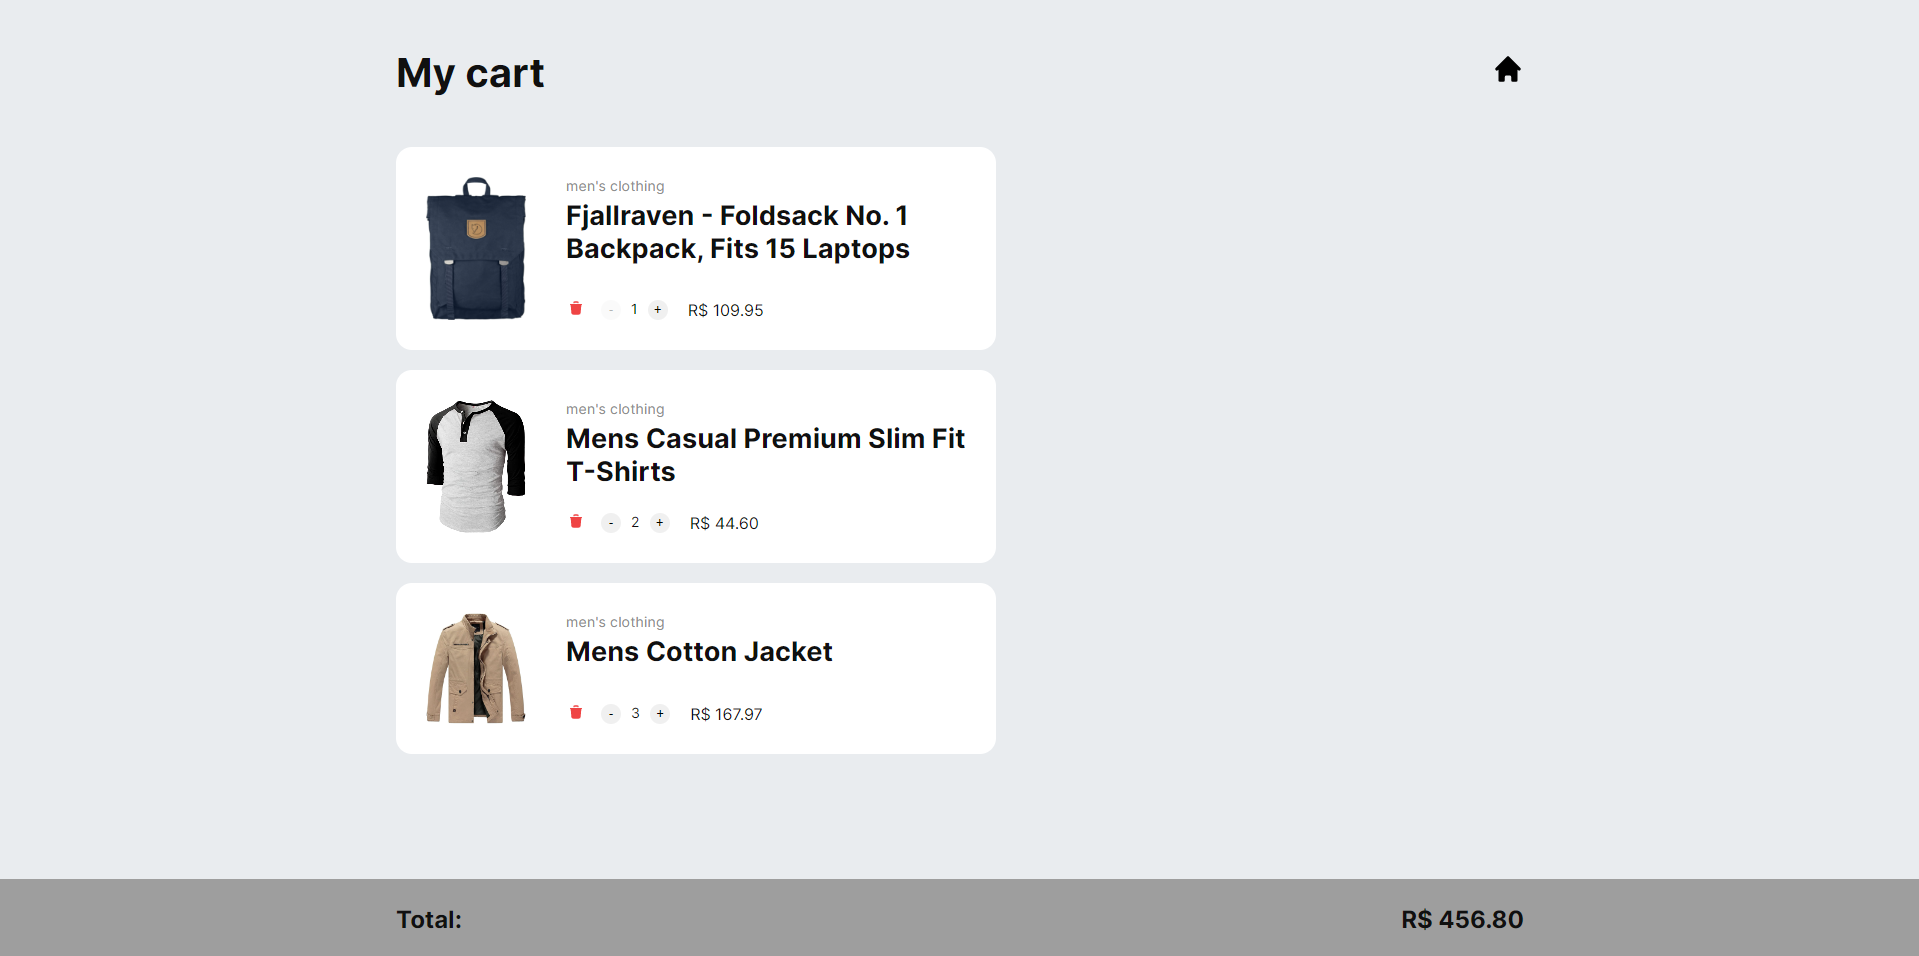 My cart
men's clothing
Fjallraven - Foldsack No. 1
Backpack, Fits 15 Laptops
- 1 + R$ 109.95
men's clothing
Mens Casual Premium Slim Fit
T-Shirts
- 2 + R$ 44.60
men's clothing
Mens Cotton Jacket
- 3 + R$ 167.97
Total: R$ 456.80